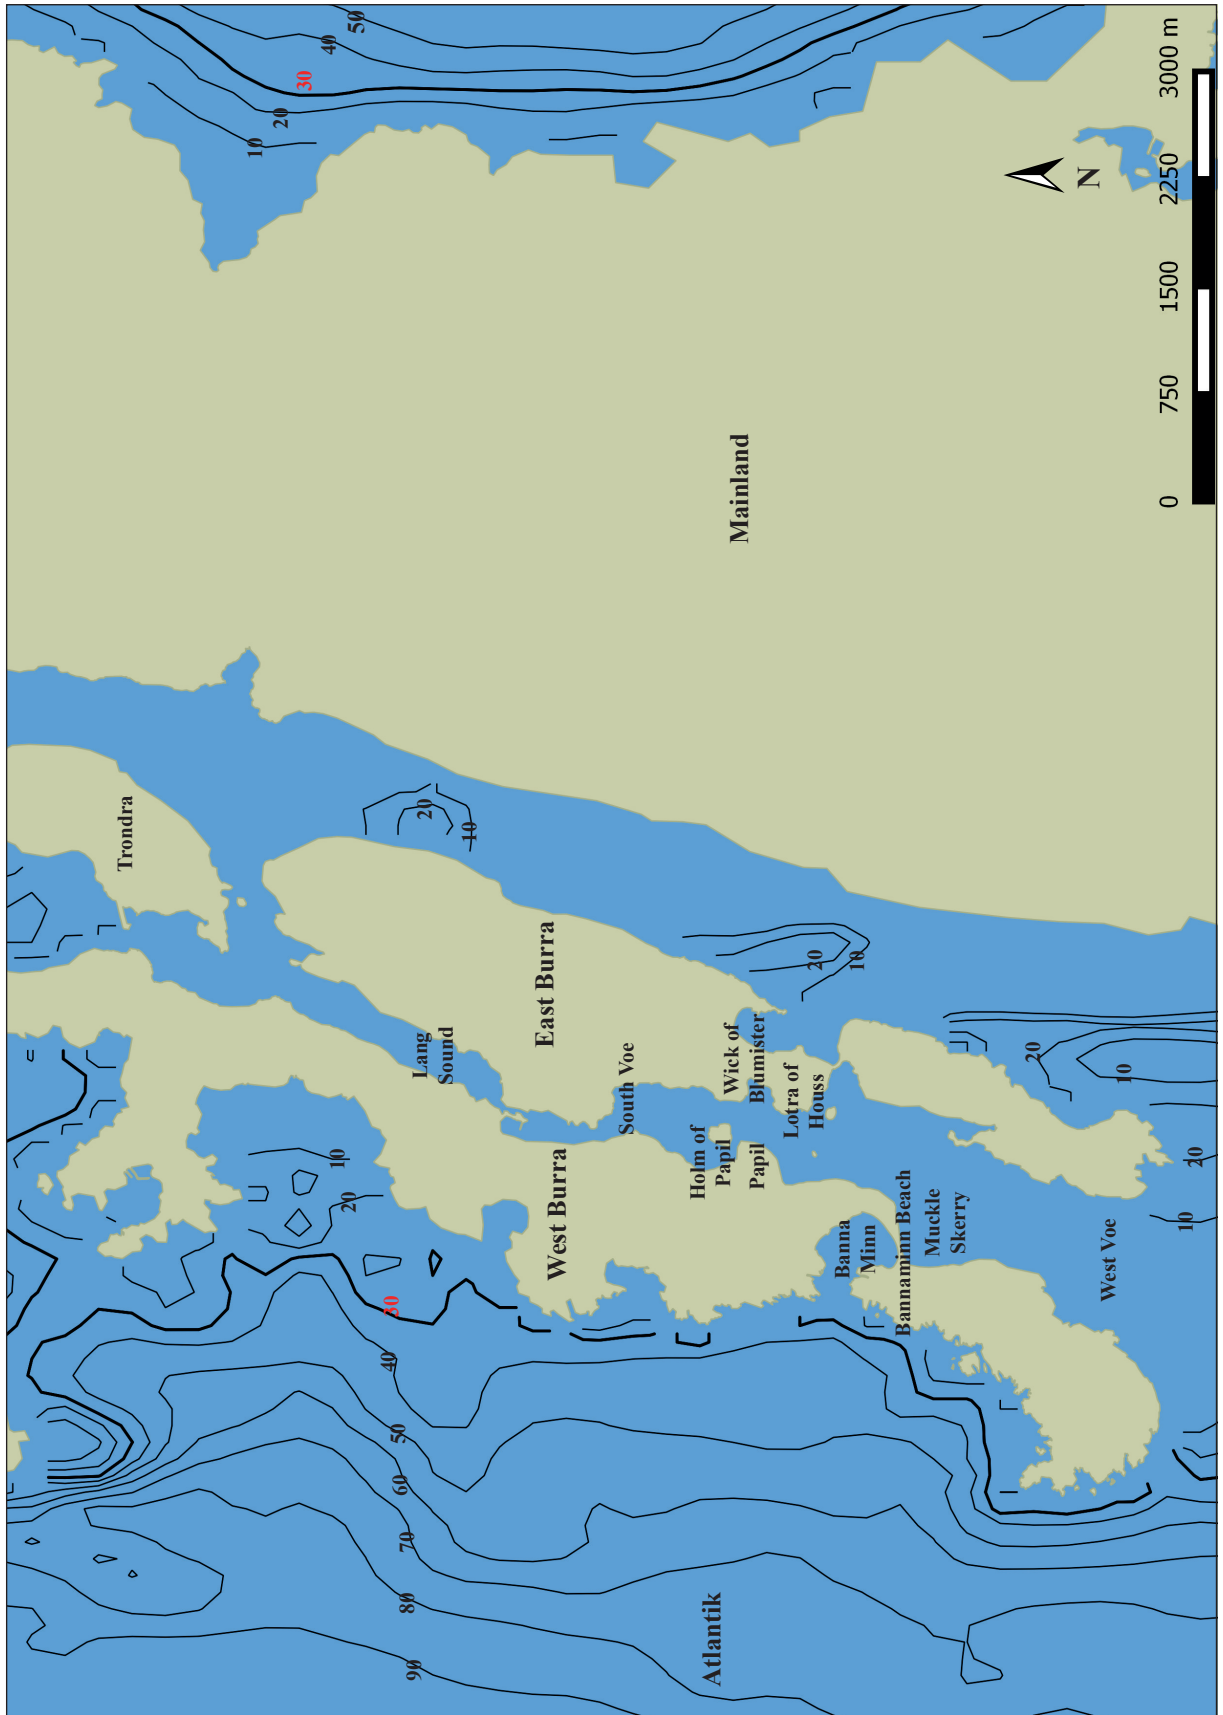 Trondra
10
20
30
40
50
10
20
90
80
70
60
50
40
30
20
10
Lang
Sound
West Burra
East Burra
South Voe
Holm of
Papil
Papil
Atlantik
Mainland
Wick of
Blumister
Lotra of
Houss
20
10
Banna
Minn
Bannaminn Beach
Muckle
Skerry
20
10
N
West Voe
10
20
0 750 1500 2250 3000 m